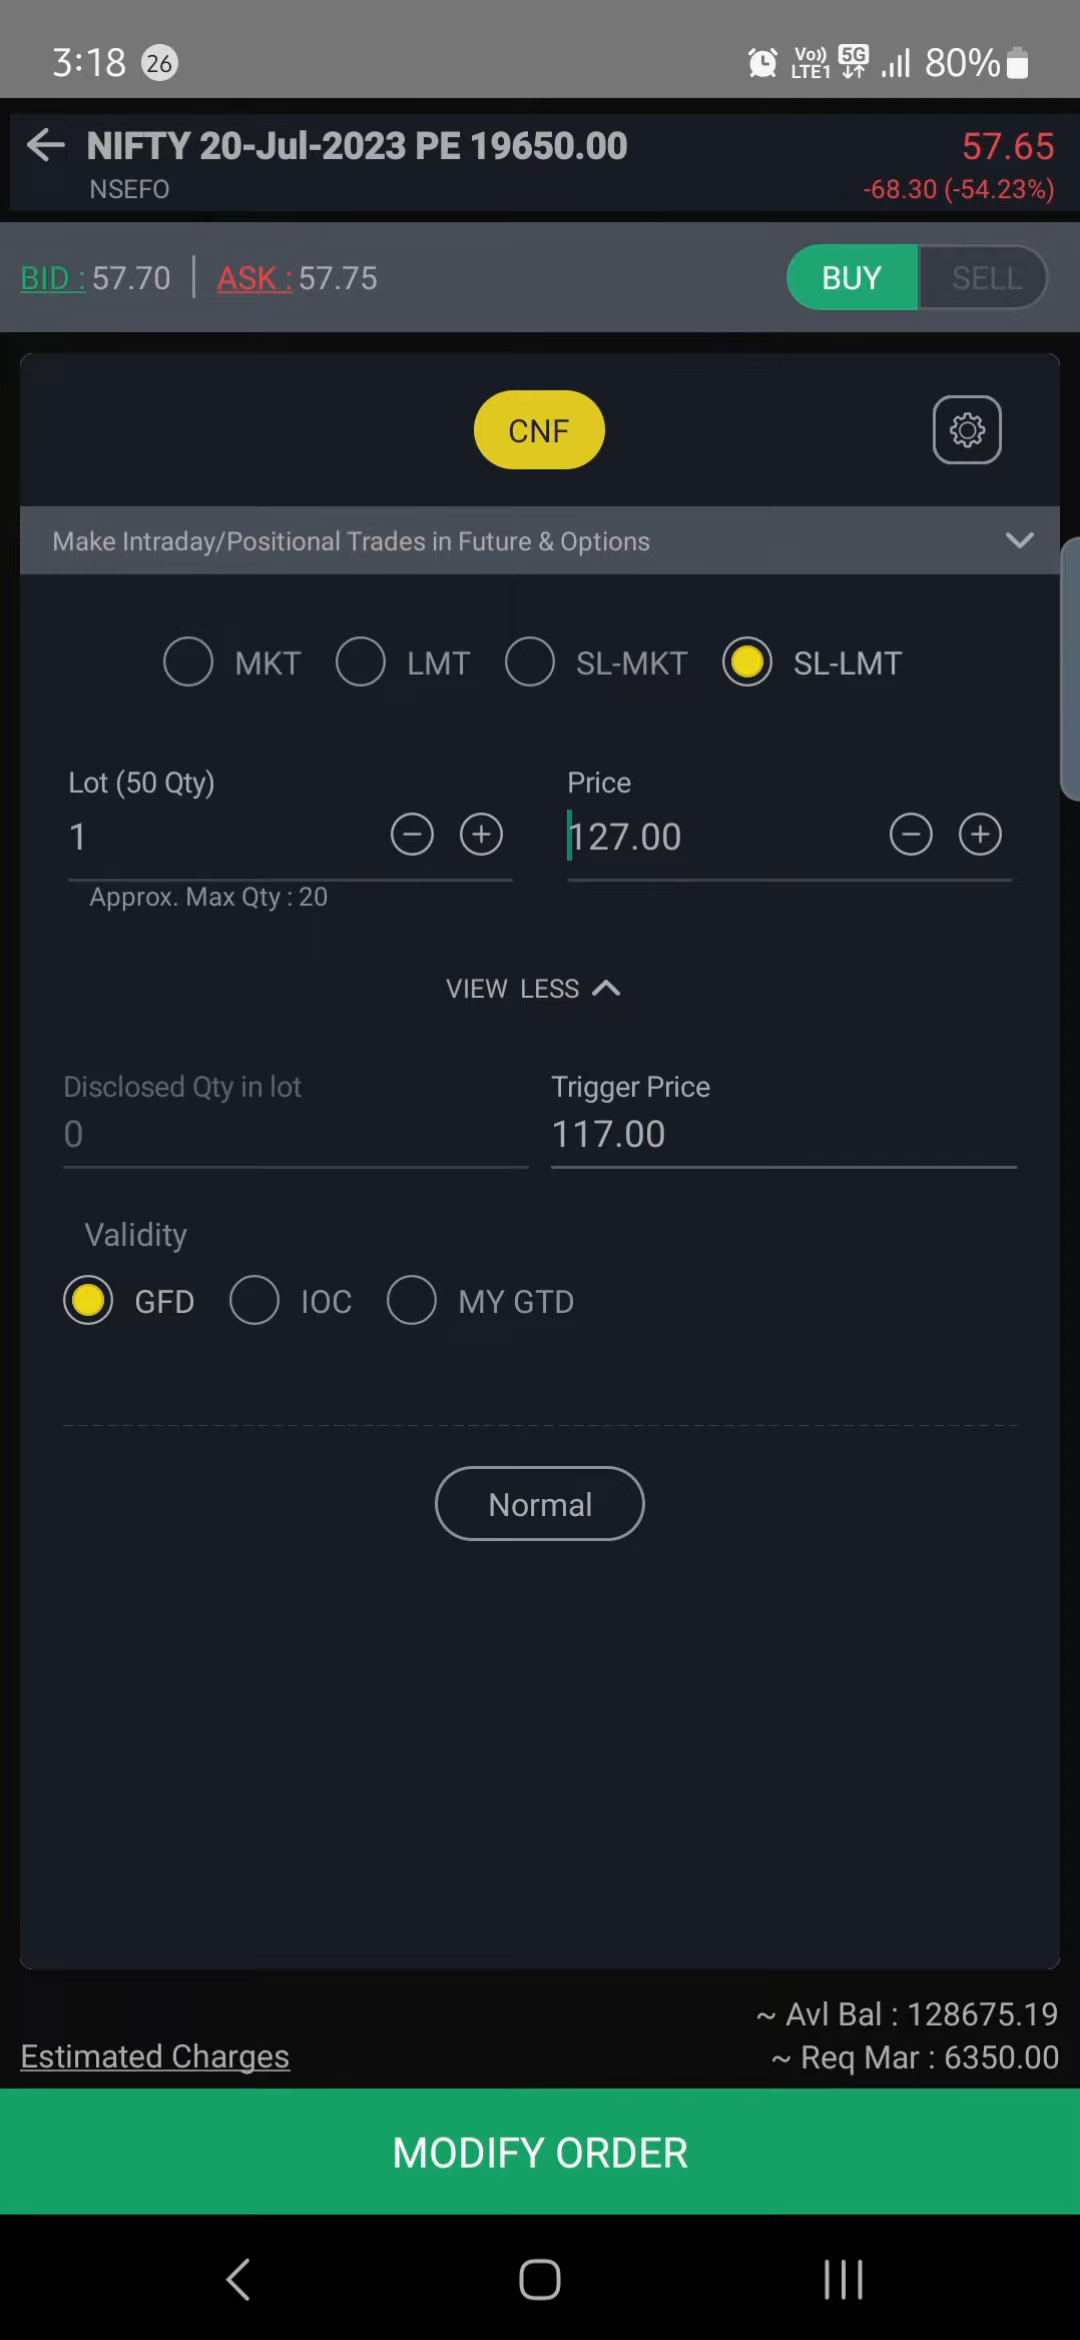 3:18 26 Vo)) LTE1 5G 80%
NIFTY 20-Jul-2023 PE 19650.00 57.65
NSEFO -68.30 (-54.23%)
BID : 57.70 ASK : 57.75 BUY SELL
CNF
Make Intraday/Positional Trades in Future & Options
MKT LMT SL-MKT SL-LMT
Lot (50 Qty) Price
1 127.00
Approx. Max Qty : 20
VIEW LESS
Disclosed Qty in lot Trigger Price
0 117.00
Validity
GFD IOC MY GTD
Normal
~ Avl Bal : 128675.19
Estimated Charges ~ Req Mar : 6350.00
MODIFY ORDER